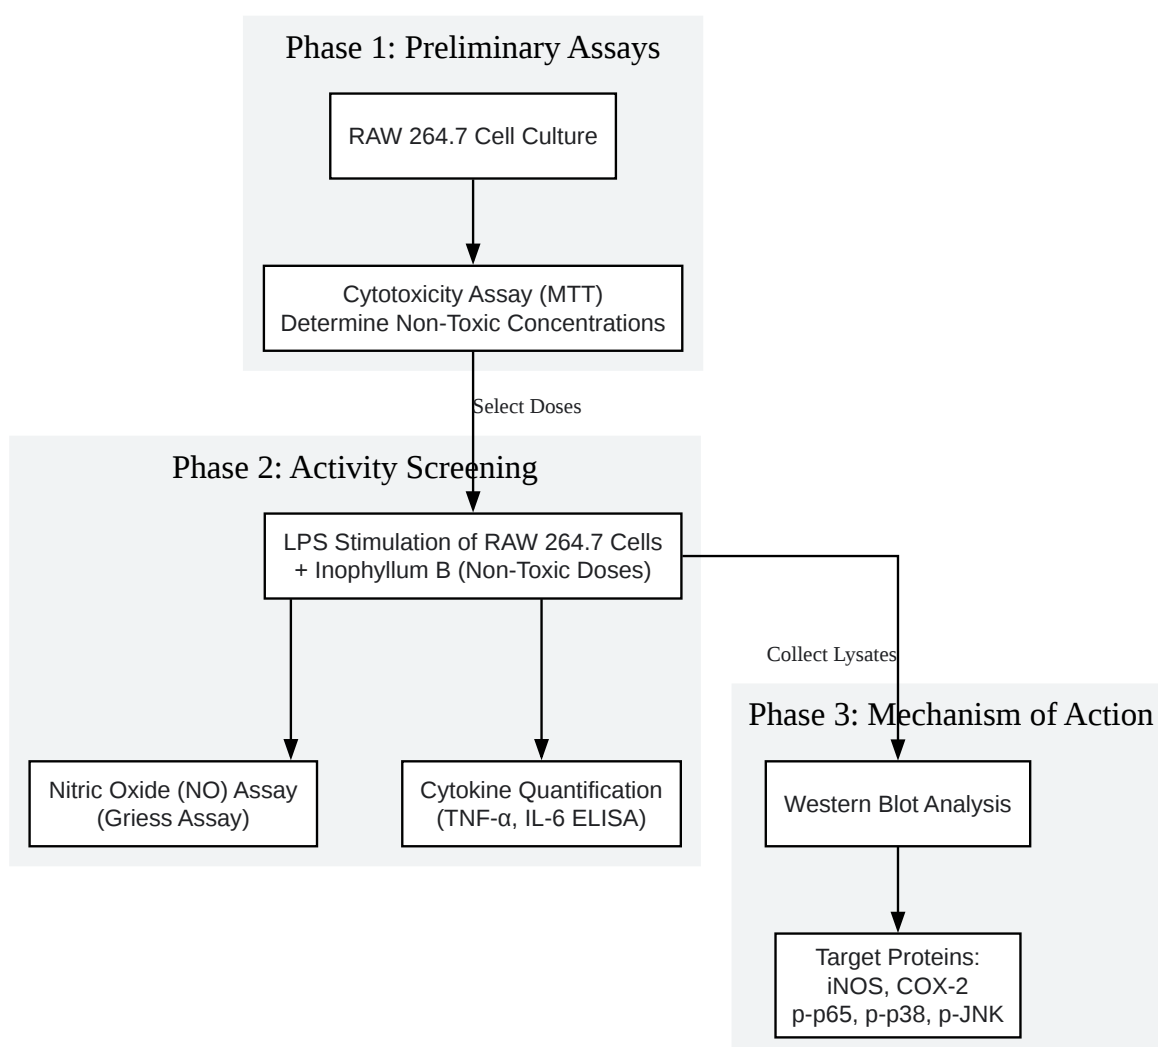 Phase 1: Preliminary Assays
RAW 264.7 Cell Culture
Cytotoxicity Assay (MTT)
Determine Non-Toxic Concentrations
Select Doses
Phase 2: Activity Screening
LPS Stimulation of RAW 264.7 Cells
+ Inophyllum B (Non-Toxic Doses)
Nitric Oxide (NO) Assay
(Griess Assay)
Cytokine Quantification
(TNF-α, IL-6 ELISA)
Collect Lysates
Phase 3: Mechanism of Action
Western Blot Analysis
Target Proteins:
iNOS, COX-2
p-p65, p-p38, p-JNK